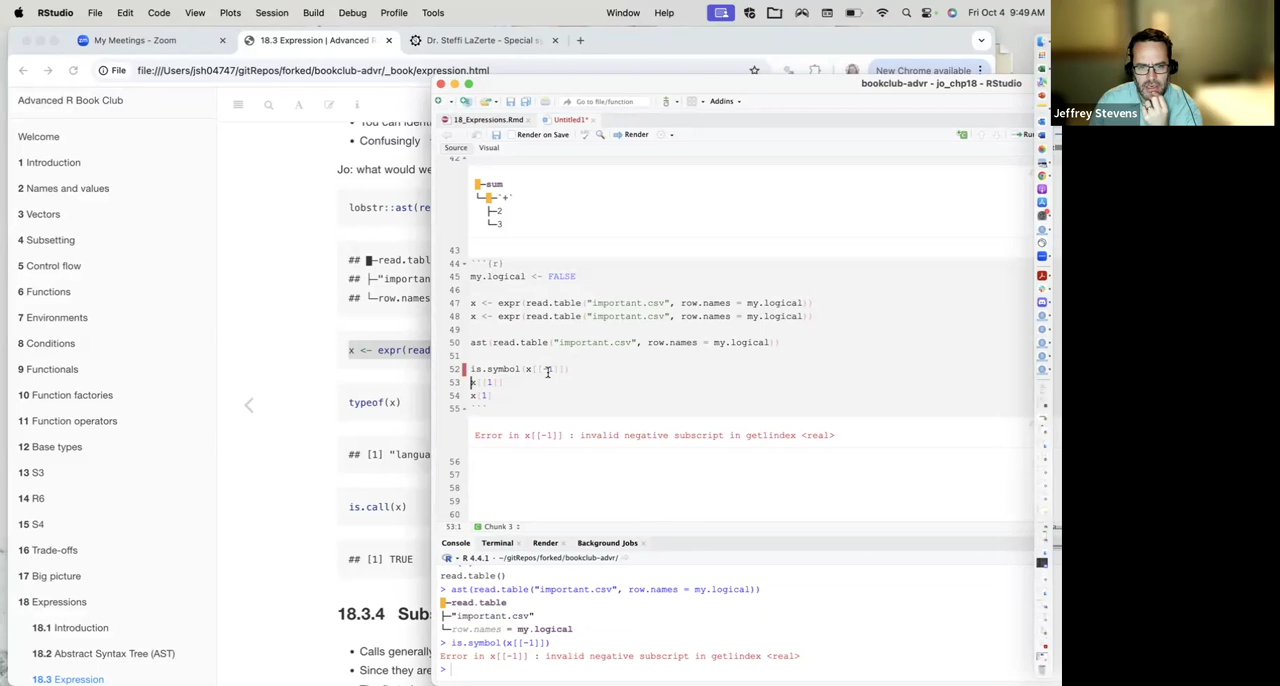 RStudio File Edit Code View Plots Session Build Debug Profile Tools Window Help Fri Oct 4 9:49 AM
My Meetings - Zoom
18.3 Expression | Advanced R
Dr. Steffi LaZerte - Special s
File file:///Users/jsh04747/gitRepos/forked/bookclub-advr/_book/expression.html
New Chrome available
Jeffrey Stevens
Advanced R Book Club
Welcome
1 Introduction
2 Names and values
3 Vectors
4 Subsetting
5 Control flow
6 Functions
7 Environments
8 Conditions
9 Functionals
10 Function factories
11 Function operators
12 Base types
13 S3
14 R6
15 S4
16 Trade-offs
17 Big picture
18 Expressions
18.1 Introduction
18.2 Abstract Syntax Tree (AST)
18.3 Expression
You can ident
Confusingly
Jo: what would we
lobstr::ast(re
## █─read.tabl
## ├─"importan
## └─row.names
x <- expr(read
typeof(x)
## [1] "langua
is.call(x)
## [1] TRUE
18.3.4 Subs
Calls generally
Since they are
bookclub-advr - jo_chp18 - RStudio
Go to file/function Addins
18_Expressions.Rmd Untitled1*
Render on Save Render Run
Source Visual
42
█─sum
└─█─`+`
├─2
└─3
43
44 ```{r}
45 my.logical <- FALSE
46
47 x <- expr(read.table("important.csv", row.names = my.logical))
48 x <- expr(read.table("important.csv", row.names = my.logical))
49
50 ast(read.table("important.csv", row.names = my.logical))
51
52 is.symbol(x[[-1]])
53 x[[1]]
54 x[1]
55 ```
Error in x[[-1]] : invalid negative subscript in get1index <real>
56
57
58
59
60
53:1 Chunk 3
Console Terminal Render Background Jobs
R 4.4.1 · ~/gitRepos/forked/bookclub-advr/
read.table()
> ast(read.table("important.csv", row.names = my.logical))
█─read.table
├─"important.csv"
└─row.names = my.logical
> is.symbol(x[[-1]])
Error in x[[-1]] : invalid negative subscript in get1index <real>
>